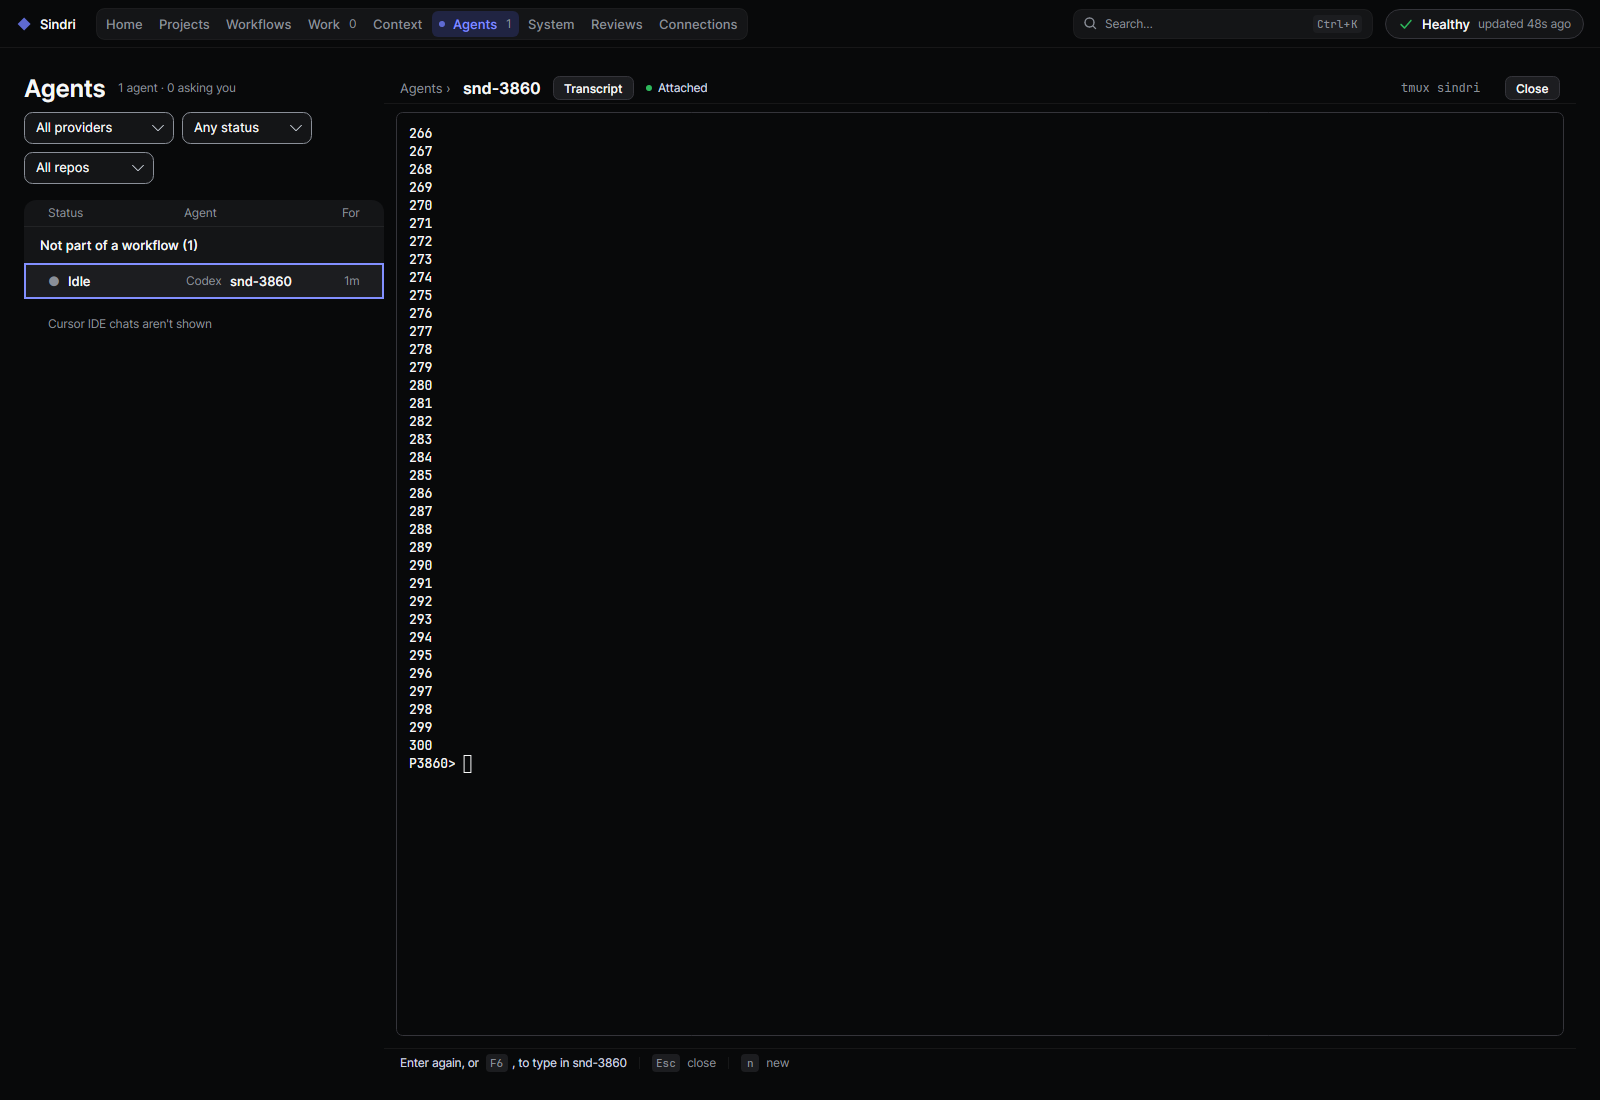 Sindri
Home Projects Workflows Work 0 Context Agents 1 System Reviews Connections
Search... Ctrl+K
Healthy updated 48s ago
Agents 1 agent · 0 asking you
All providers Any status
All repos
Status Agent For
Not part of a workflow (1)
Idle Codex snd-3860 1m
Cursor IDE chats aren't shown
Agents › snd-3860 Transcript Attached tmux sindri Close
266
267
268
269
270
271
272
273
274
275
276
277
278
279
280
281
282
283
284
285
286
287
288
289
290
291
292
293
294
295
296
297
298
299
300
P3860>
Enter again, or F6 , to type in snd-3860 Esc close n new